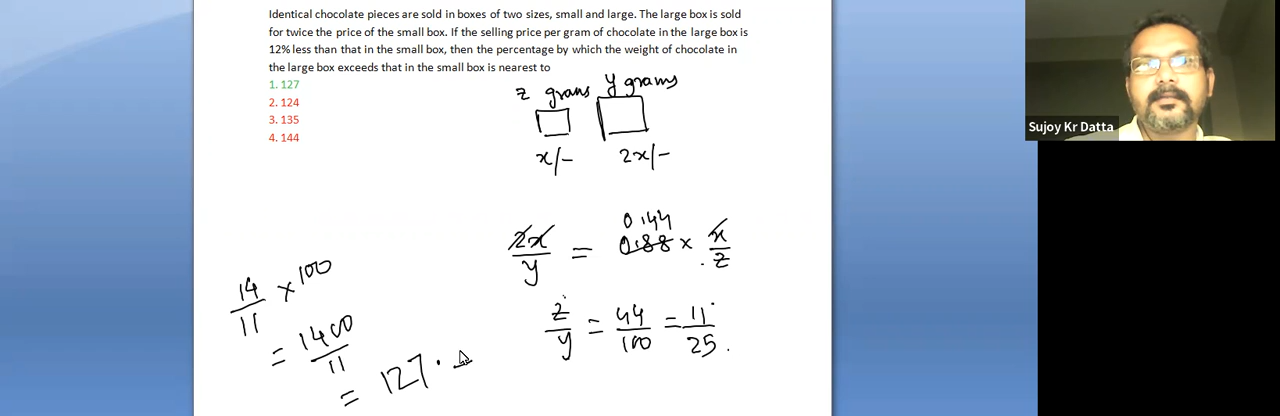 Identical chocolate pieces are sold in boxes of two sizes, small and large. The large box is sold
for twice the price of the small box. If the selling price per gram of chocolate in the large box is
12% less than that in the small box, then the percentage by which the weight of chocolate in
the large box exceeds that in the small box is nearest to
1. 127
2. 124
3. 135
4. 144
z grams y grams
x/- 2x/-
Sujoy Kr Datta
0.44
2x/y = 0.88 × x/z
z/y = 44/100 = 11/25
14/11 × 100
= 1400/11
= 127.